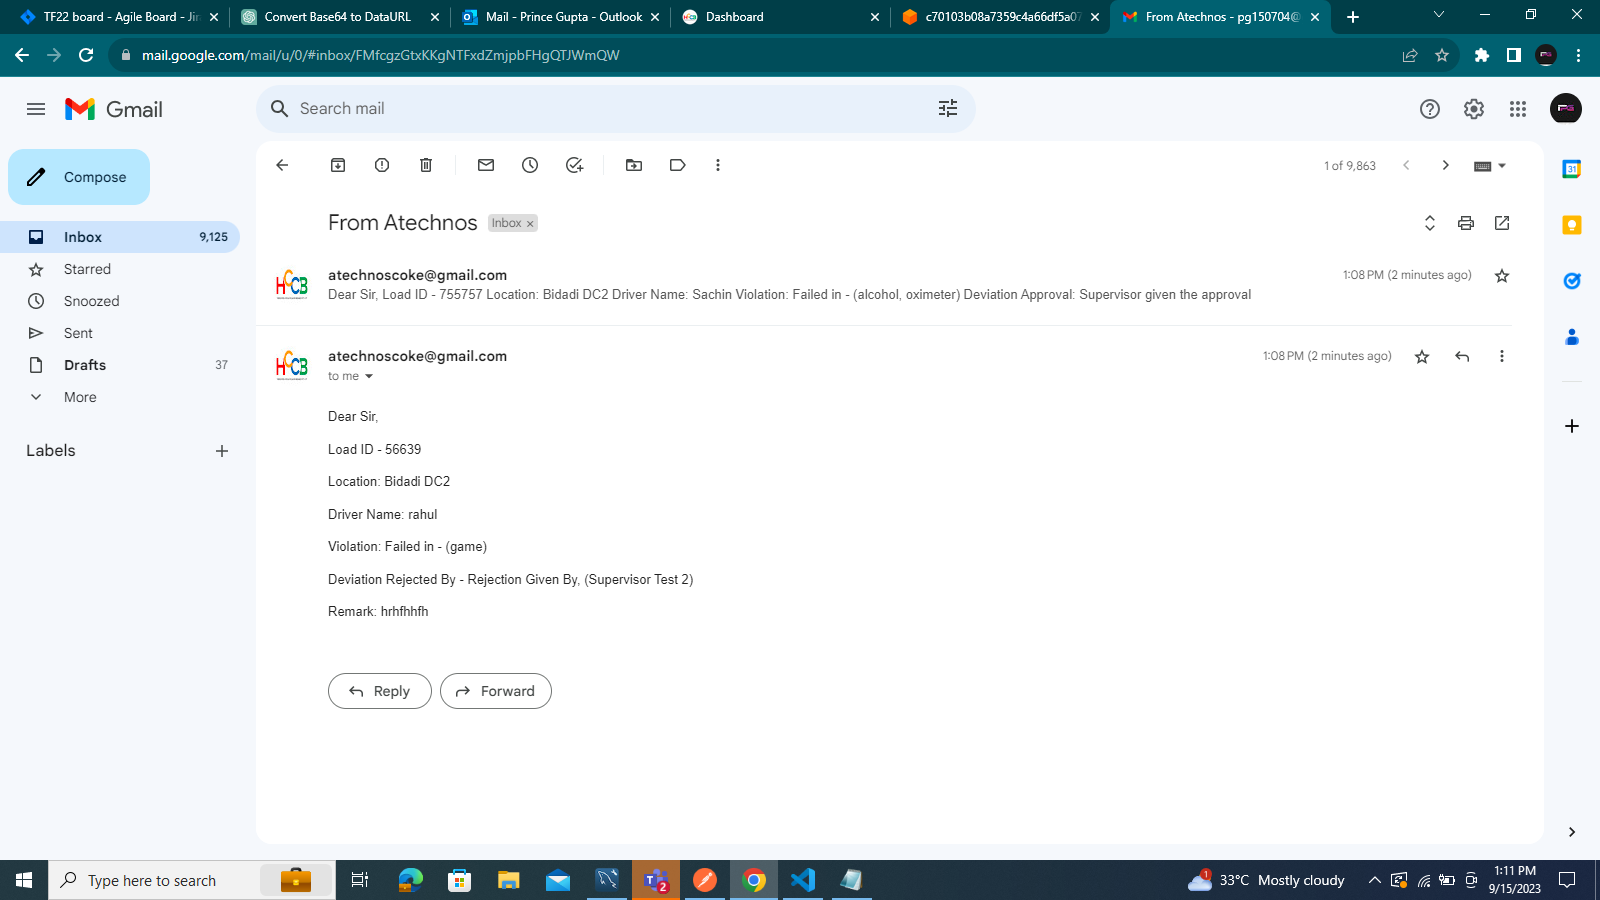 TF22 board - Agile Board - Jir
Convert Base64 to DataURL
Mail - Prince Gupta - Outlook
Dashboard
c70103b08a7359c4a66df5a07
From Atechnos - pg150704@
mail.google.com/mail/u/0/#inbox/FMfcgzGtxKKgNTFxdZmjpbFHgQTJWmQW
Gmail
Search mail
Compose
1 of 9,863
From Atechnos
Inbox ×
Inbox 9,125
Starred
Snoozed
Sent
Drafts 37
More
Labels
atechnoscoke@gmail.com
1:08 PM (2 minutes ago)
Dear Sir, Load ID - 755757 Location: Bidadi DC2 Driver Name: Sachin Violation: Failed in - (alcohol, oximeter) Deviation Approval: Supervisor given the approval
HCCB
atechnoscoke@gmail.com
1:08 PM (2 minutes ago)
to me
HCCB
Dear Sir,
Load ID - 56639
Location: Bidadi DC2
Driver Name: rahul
Violation: Failed in - (game)
Deviation Rejected By - Rejection Given By, (Supervisor Test 2)
Remark: hrhfhhfh
Reply
Forward
31
Type here to search
2
1
33°C Mostly cloudy
1:11 PM
9/15/2023